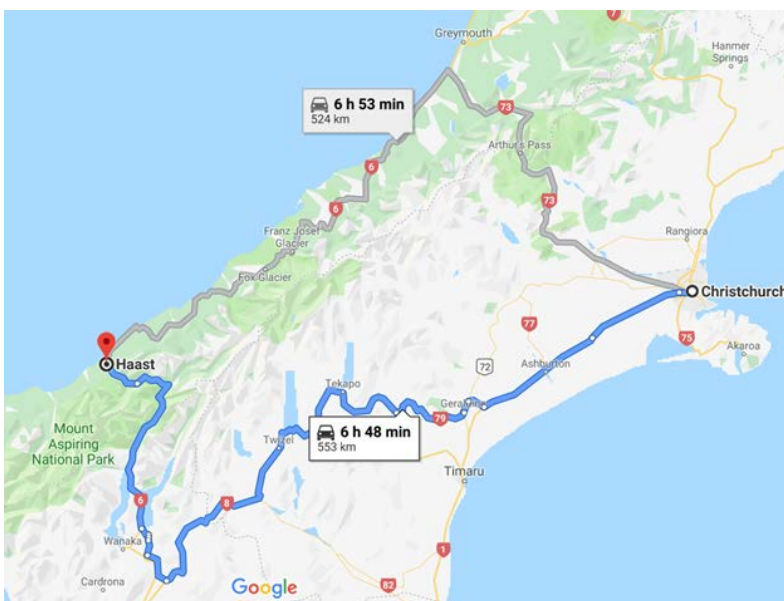 7
Greymouth
Hanmer
Springs
6 h 53 min
524 km
73
Arthur's Pass
6
73
6
Franz Josef
Glacier
Rangiora
Fox Glacier
Christchurch
77
75
Haast
Akaroa
72
Ashburton
Tekapo
79
Mount
Aspiring
National Park
6 h 48 min
553 km
Timaru
6
8
Wanaka
1
Cardrona
Google
82